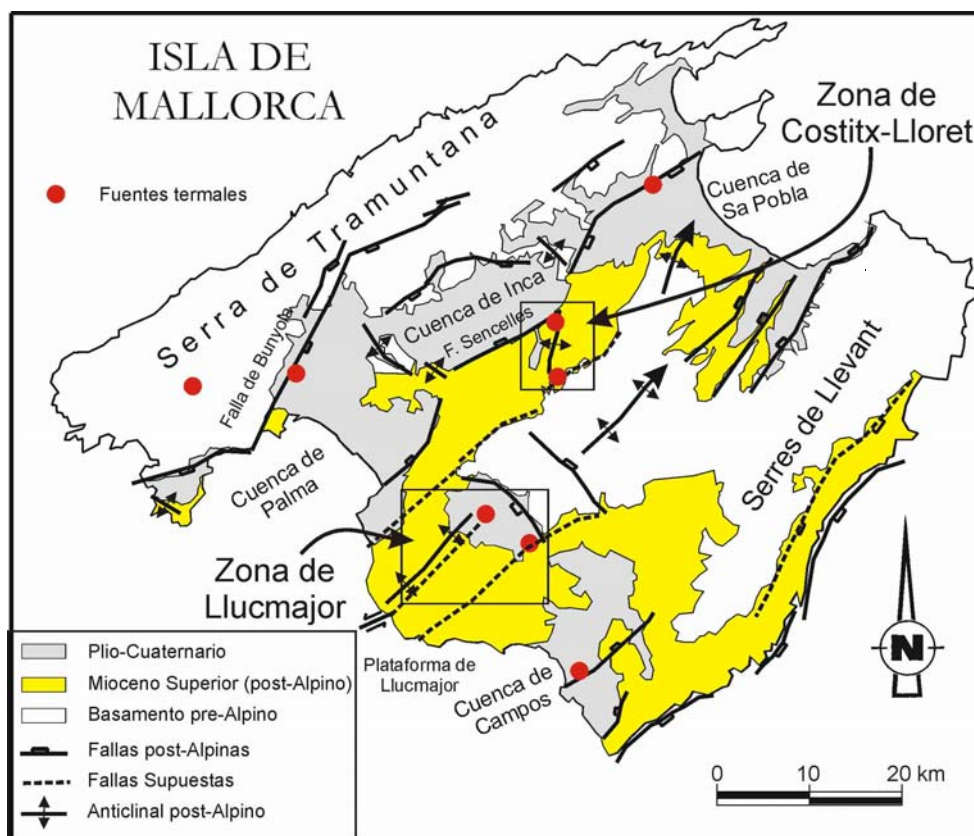 ISLA DE
MALLORCA
Fuentes termales
Serra de Tramuntana
Zona de
Costitx-Lloret
Cuenca de
Sa Pobla
Cuenca de Inca
F. Sencelles
Falla de Bunyola
Cuenca de
Palma
Serres de Llevant
Zona de
Llucmajor
Plataforma de
Llucmajor
Cuenca de
Campos
N
Plio-Cuaternario
Mioceno Superior (post-Alpino)
Basamento pre-Alpino
Fallas post-Alpinas
Fallas Supuestas
Anticlinal post-Alpino
0 10 20 km